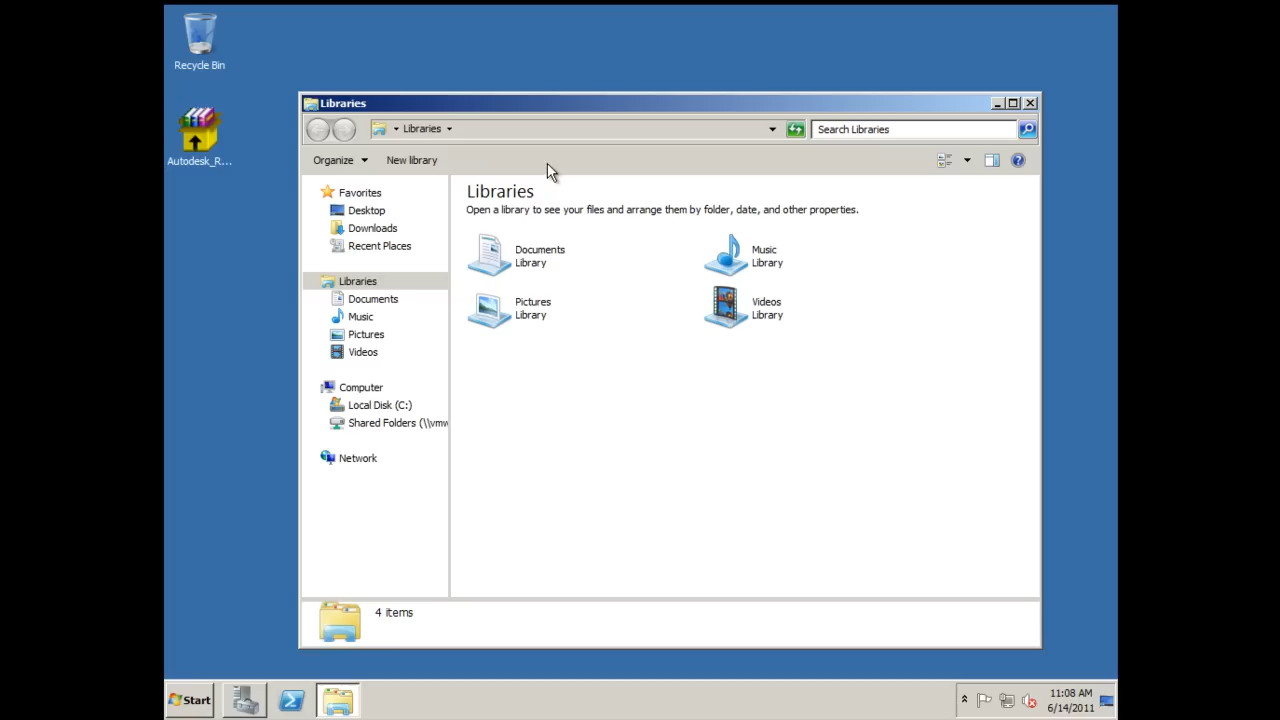 Recycle Bin
Autodesk_R...
Libraries
Libraries
Search Libraries
Organize
New library
Favorites
Desktop
Downloads
Recent Places
Libraries
Documents
Music
Pictures
Videos
Computer
Local Disk (C:)
Shared Folders (\\vmw
Network
Libraries
Open a library to see your files and arrange them by folder, date, and other properties.
Documents
Library
Music
Library
Pictures
Library
Videos
Library
4 items
Start
11:08 AM
6/14/2011